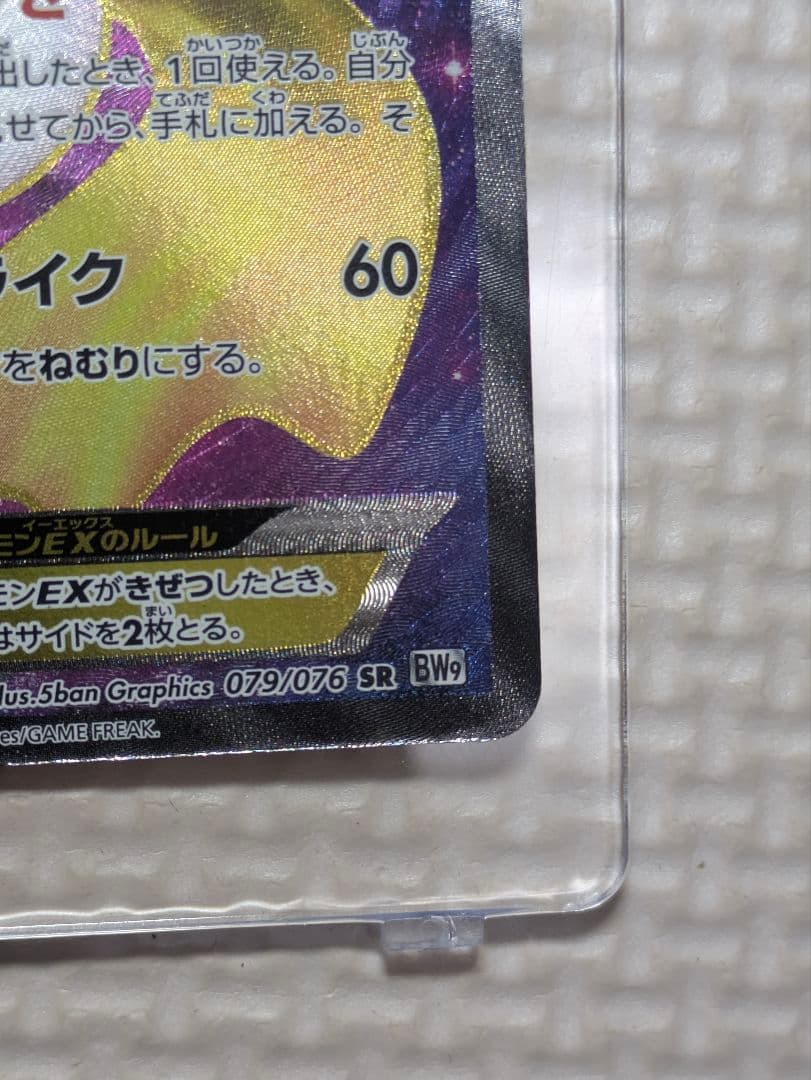 出したとき、1回使える。自分
せてから、手札に加える。そ
ライク 60
をねむりにする。
モンEXのルール
モンEXがきぜつしたとき、
はサイドを2枚とる。
lus.5ban Graphics 079/076 SR BW9
es/GAME FREAK.